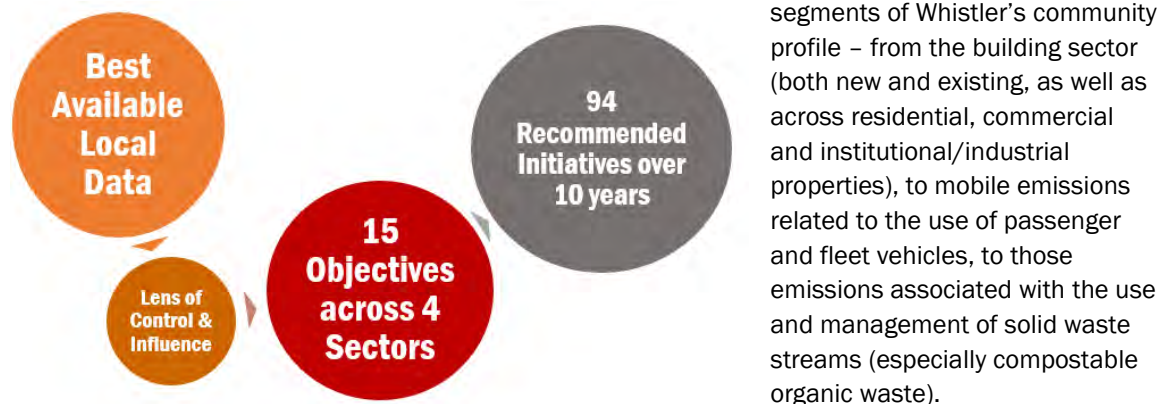 Best
Available
Local
Data
Lens of
Control &
Influence
15
Objectives
across 4
Sectors
94
Recommended
Initiatives over
10 years
segments of Whistler’s community
profile – from the building sector
(both new and existing, as well as
across residential, commercial
and institutional/industrial
properties), to mobile emissions
related to the use of passenger
and fleet vehicles, to those
emissions associated with the use
and management of solid waste
streams (especially compostable
organic waste).